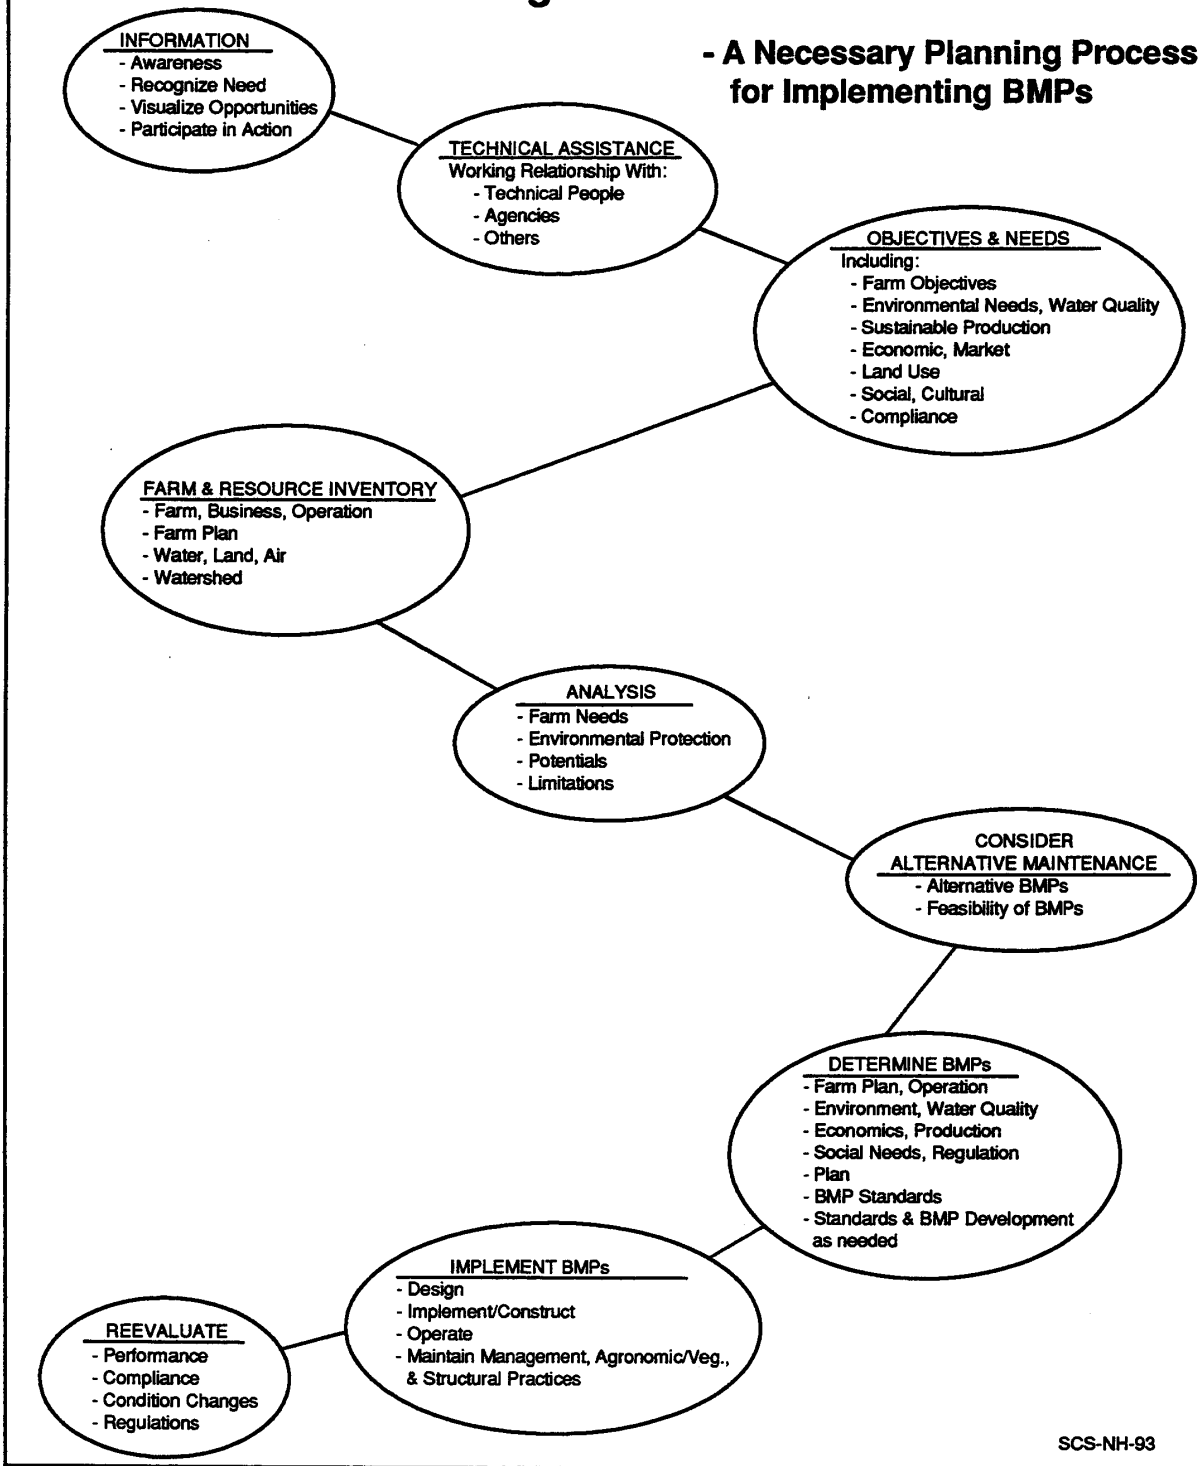 - A Necessary Planning Process
for Implementing BMPs
INFORMATION
- Awareness
- Recognize Need
- Visualize Opportunities
- Participate in Action
TECHNICAL ASSISTANCE
Working Relationship With:
- Technical People
- Agencies
- Others
OBJECTIVES & NEEDS
Including:
- Farm Objectives
- Environmental Needs, Water Quality
- Sustainable Production
- Economic, Market
- Land Use
- Social, Cultural
- Compliance
FARM & RESOURCE INVENTORY
- Farm, Business, Operation
- Farm Plan
- Water, Land, Air
- Watershed
ANALYSIS
- Farm Needs
- Environmental Protection
- Potentials
- Limitations
CONSIDER
ALTERNATIVE MAINTENANCE
- Alternative BMPs
- Feasibility of BMPs
DETERMINE BMPs
- Farm Plan, Operation
- Environment, Water Quality
- Economics, Production
- Social Needs, Regulation
- Plan
- BMP Standards
- Standards & BMP Development
as needed
IMPLEMENT BMPs
- Design
- Implement/Construct
- Operate
- Maintain Management, Agronomic/Veg.,
& Structural Practices
REEVALUATE
- Performance
- Compliance
- Condition Changes
- Regulations
SCS-NH-93